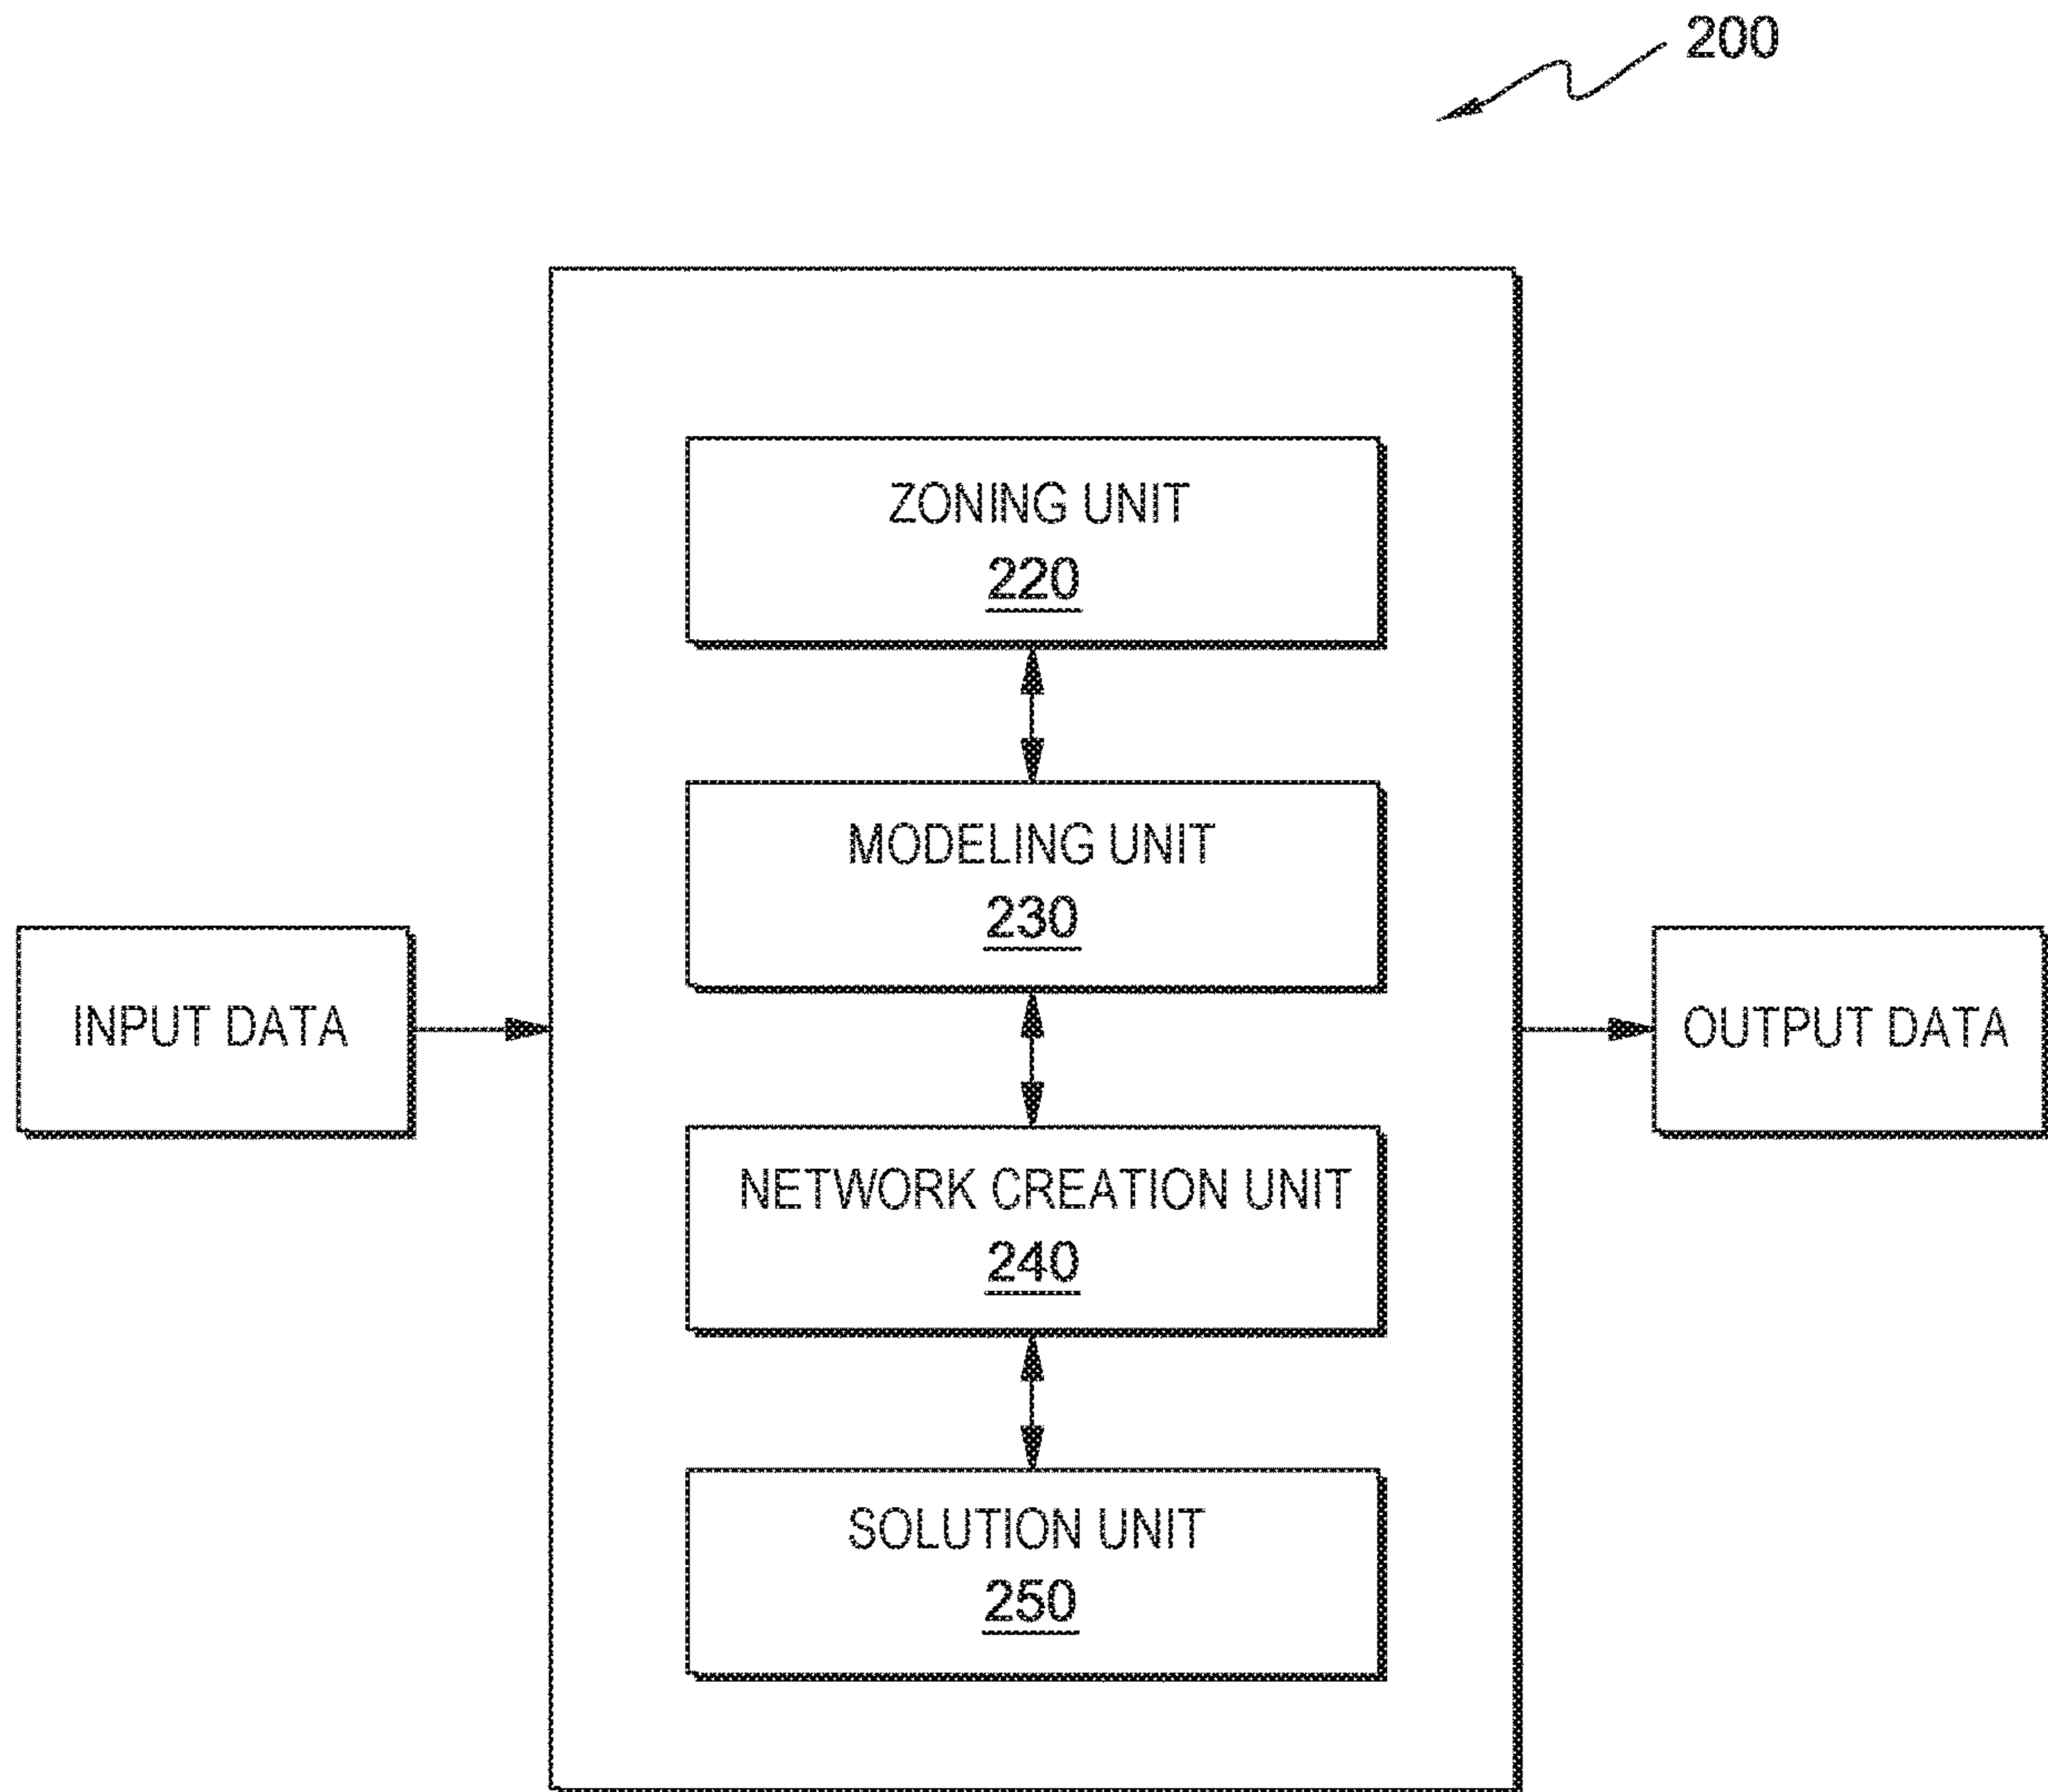 200
ZONING UNIT
220
MODELING UNIT
230
INPUT DATA
OUTPUT DATA
NETWORK CREATION UNIT
240
SOLUTION UNIT
250